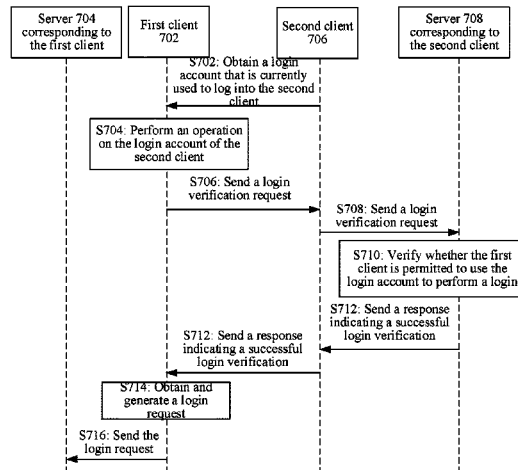 Server 704
corresponding to
the first client
First client
702
Second client
706
Server 708
corresponding to
the second client
S702: Obtain a login
account that is currently
used to log into the second
client
S704: Perform an operation
on the login account of the
second client
S706: Send a login
verification request
S708: Send a login
verification request
S710: Verify whether the first
client is permitted to use the
login account to perform a login
S712: Send a response
indicating a successful
login verification
S712: Send a response
indicating a successful
login verification
S714: Obtain and
generate a login
request
S716: Send the
login request